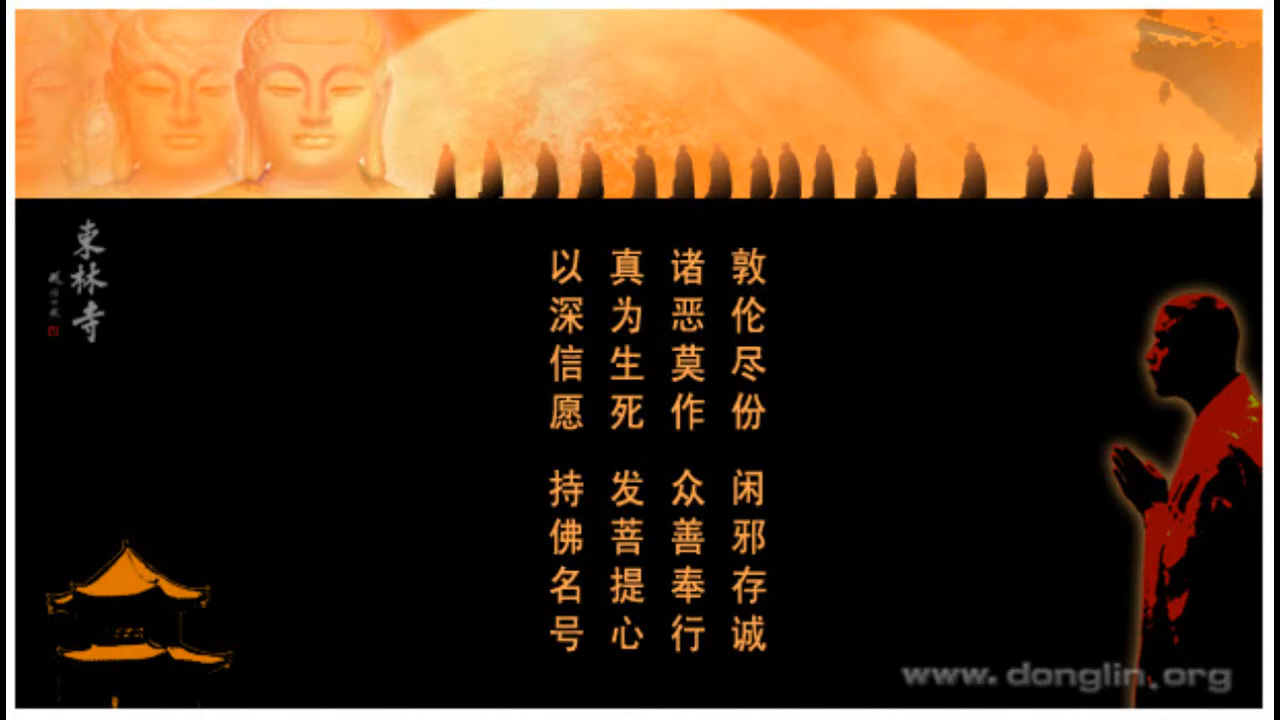 敦伦尽份 闲邪存诚
诸恶莫作 众善奉行
真为生死 发菩提心
以深信愿 持佛名号
東林寺
www.donglin.org